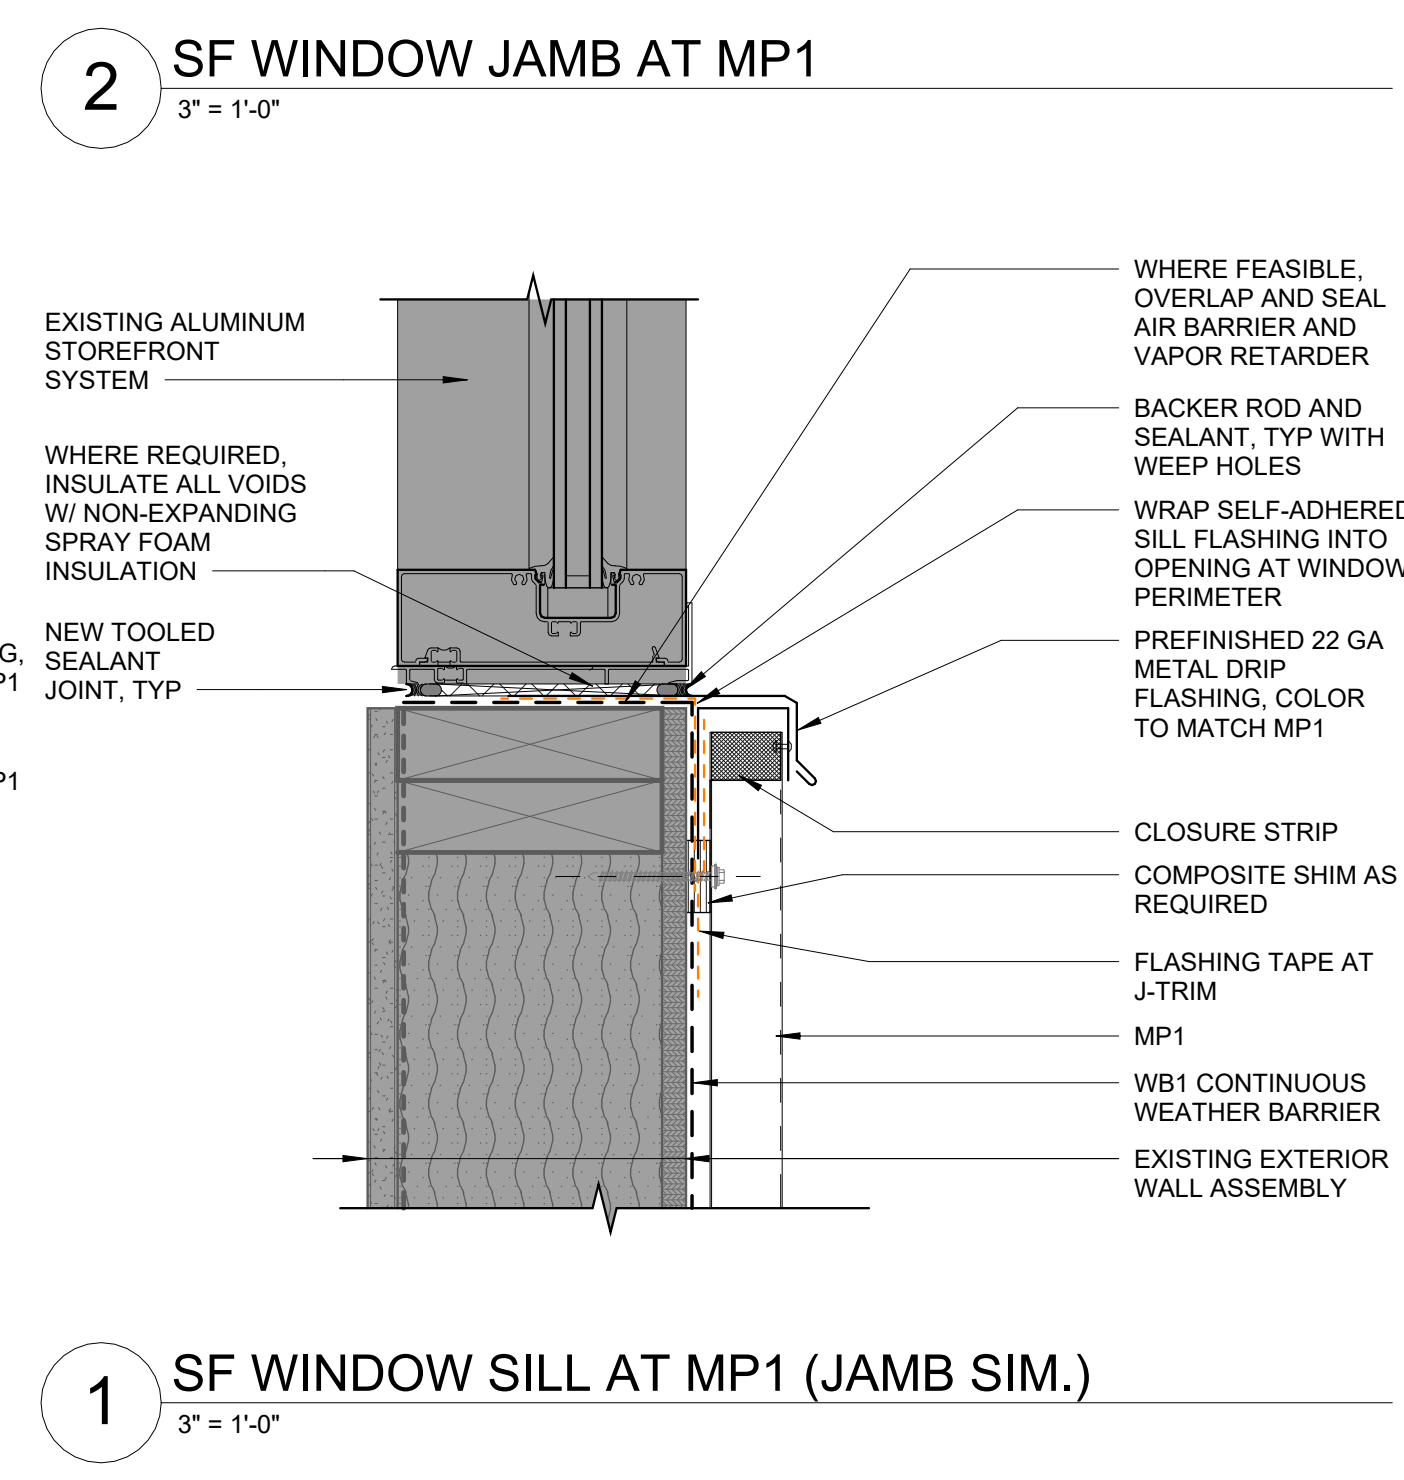 2
SF WINDOW JAMB AT MP1
3" = 1'-0"
EXISTING ALUMINUM
STOREFRONT
SYSTEM
WHERE REQUIRED,
INSULATE ALL VOIDS
W/ NON-EXPANDING
SPRAY FOAM
INSULATION
NEW TOOLED
SEALANT
JOINT, TYP
G,
P1
P1
WHERE FEASIBLE,
OVERLAP AND SEAL
AIR BARRIER AND
VAPOR RETARDER
BACKER ROD AND
SEALANT, TYP WITH
WEEP HOLES
WRAP SELF-ADHERED
SILL FLASHING INTO
OPENING AT WINDOW
PERIMETER
PREFINISHED 22 GA
METAL DRIP
FLASHING, COLOR
TO MATCH MP1
CLOSURE STRIP
COMPOSITE SHIM AS
REQUIRED
FLASHING TAPE AT
J-TRIM
MP1
WB1 CONTINUOUS
WEATHER BARRIER
EXISTING EXTERIOR
WALL ASSEMBLY
1
SF WINDOW SILL AT MP1 (JAMB SIM.)
3" = 1'-0"